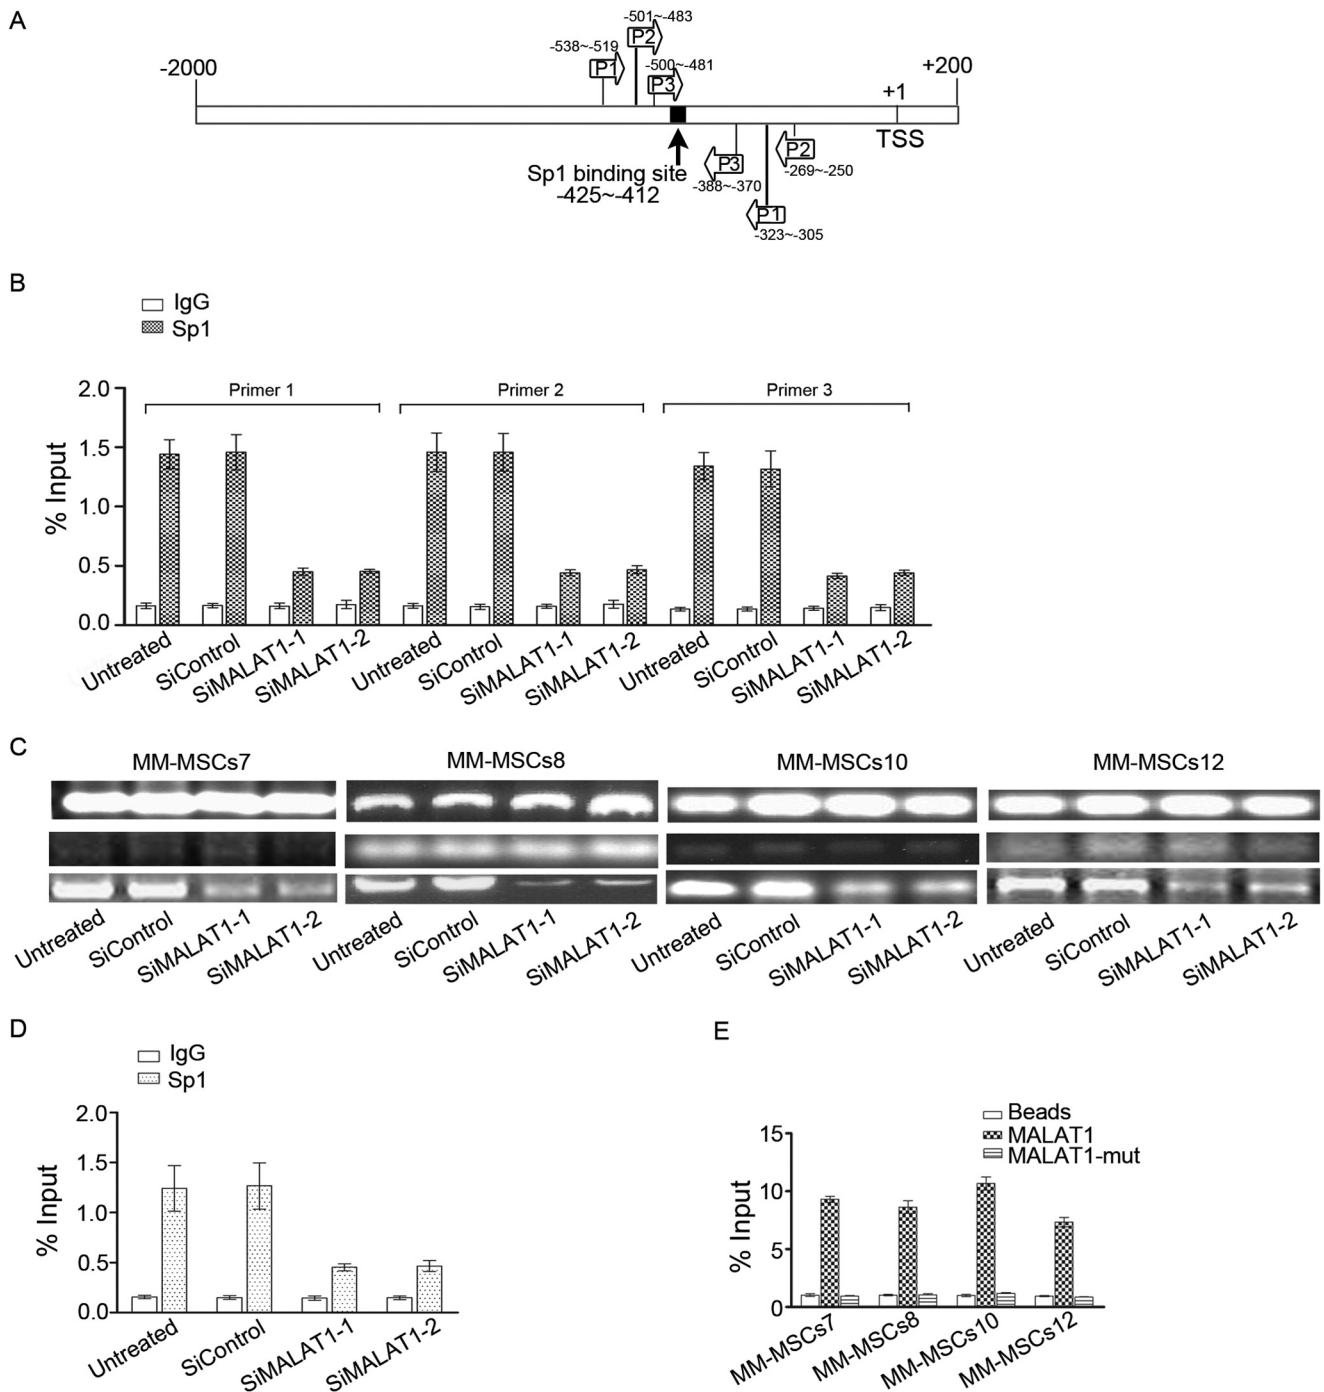 A
-501~-483
P2
-538~-519
P1
-500~-481
P3
-2000
+200
+1
TSS
Sp1 binding site
-425~-412
P3
-388~-370
P2
-269~-250
P1
-323~-305
B
IgG
Sp1
% Input
2.0
1.5
1.0
0.5
0.0
Primer 1
Primer 2
Primer 3
Untreated
SiControl
SiMALAT1-1
SiMALAT1-2
Untreated
SiControl
SiMALAT1-1
SiMALAT1-2
Untreated
SiControl
SiMALAT1-1
SiMALAT1-2
C
MM-MSCs7
MM-MSCs8
MM-MSCs10
MM-MSCs12
Untreated
SiControl
SiMALAT1-1
SiMALAT1-2
Untreated
SiControl
SiMALAT1-1
SiMALAT1-2
Untreated
SiControl
SiMALAT1-1
SiMALAT1-2
Untreated
SiControl
SiMALAT1-1
SiMALAT1-2
D
IgG
Sp1
% Input
2.0
1.5
1.0
0.5
0.0
Untreated
SiControl
SiMALAT1-1
SiMALAT1-2
E
Beads
MALAT1
MALAT1-mut
% Input
15
10
5
0
MM-MSCs7
MM-MSCs8
MM-MSCs10
MM-MSCs12